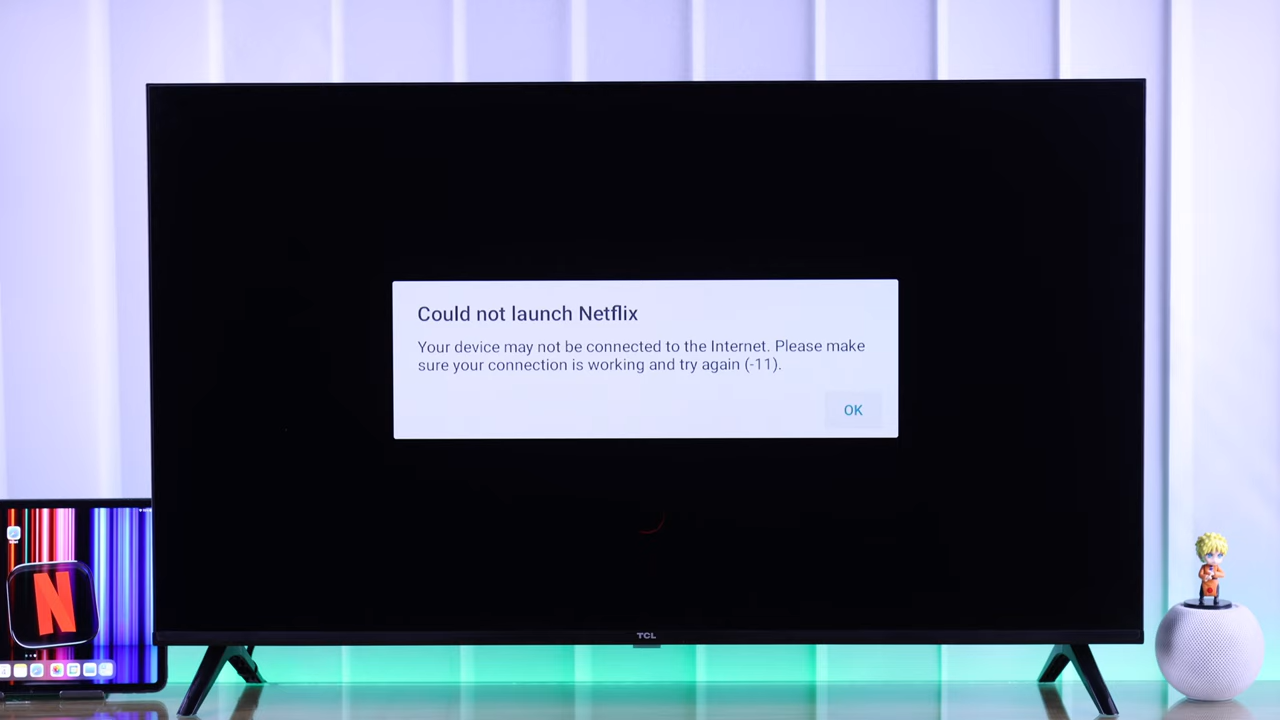 Could not launch Netflix
Your device may not be connected to the Internet. Please make
sure your connection is working and try again (-11).
OK
TCL
N